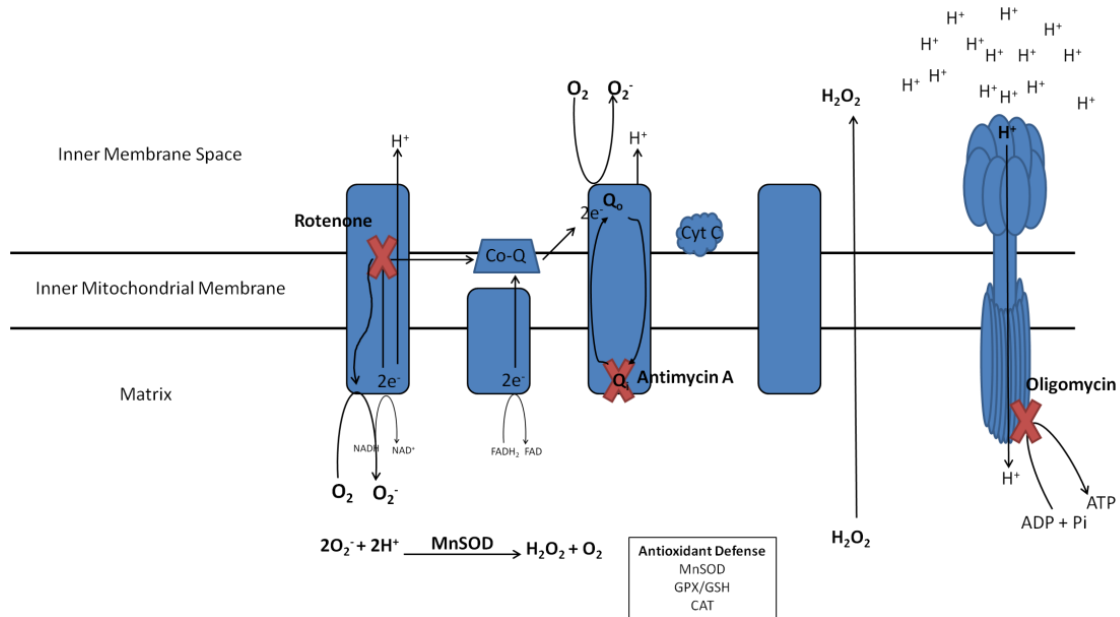 H⁺ H⁺ H⁺
H⁺ H⁺ H⁺ H⁺ H⁺
H⁺ H⁺ H⁺ H⁺ H⁺ H⁺
O₂ O₂⁻
H₂O₂
H⁺
H⁺
H⁺
Inner Membrane Space
Rotenone
Qₒ
2e⁻
Cyt C
Co-Q
Inner Mitochondrial Membrane
Matrix
2e⁻
2e⁻
Qᵢ
Antimycin A
Oligomycin
NADH NAD⁺
FADH₂ FAD
O₂ O₂⁻
H⁺
ATP
ADP + Pi
H₂O₂
2O₂⁻ + 2H⁺ MnSOD H₂O₂ + O₂
Antioxidant Defense
MnSOD
GPX/GSH
CAT